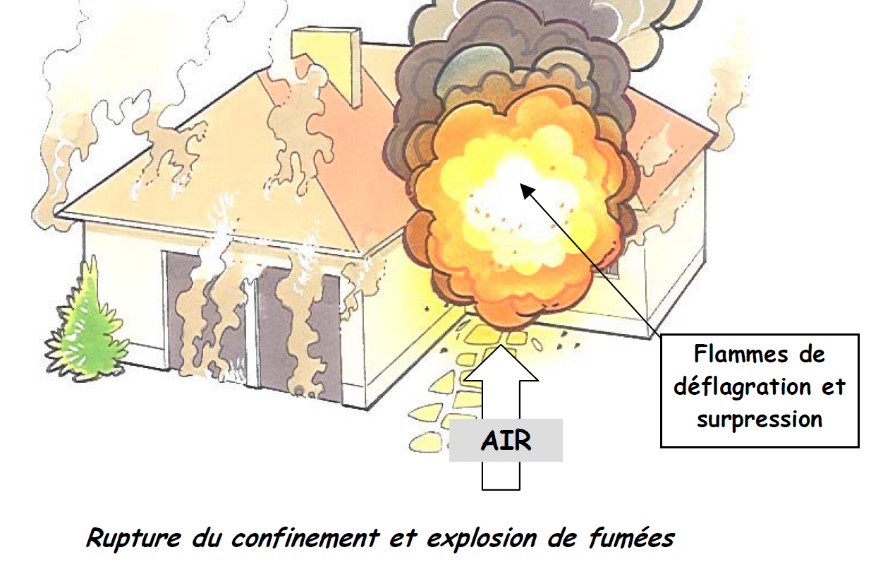 Flammes de
déflagration et
surpression
AIR
Rupture du confinement et explosion de fumées